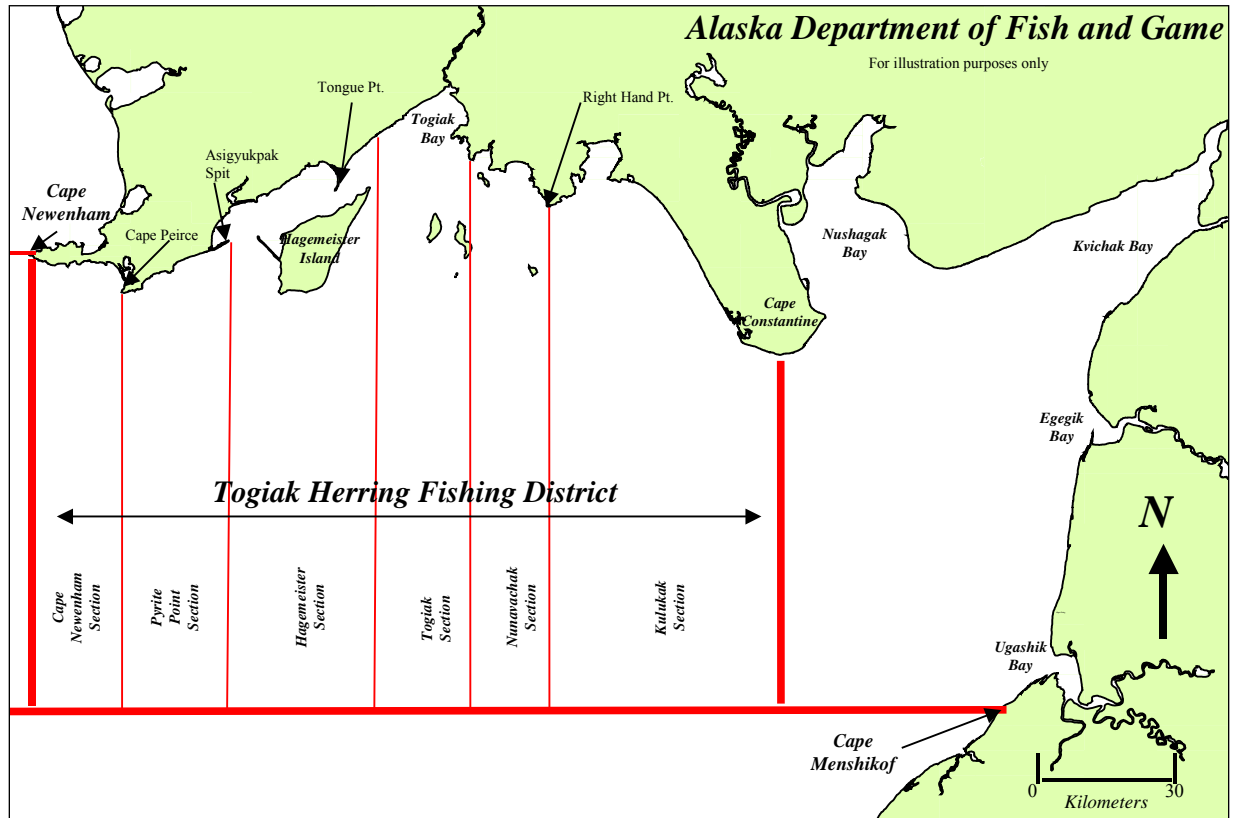 Alaska Department of Fish and Game
For illustration purposes only
Tongue Pt.
Right Hand Pt.
Togiak
Bay
Asigyukpak
Spit
Cape
Newenham
Cape Peirce
Hagemeister
Island
Nushagak
Bay
Kvichak Bay
Cape
Constantine
Egegik
Bay
Togiak Herring Fishing District
N
Cape
Newenham
Section
Pyrite
Point
Section
Hagemeister
Section
Togiak
Section
Nunavachak
Section
Kulukak
Section
Ugashik
Bay
Cape
Menshikof
0 30
Kilometers